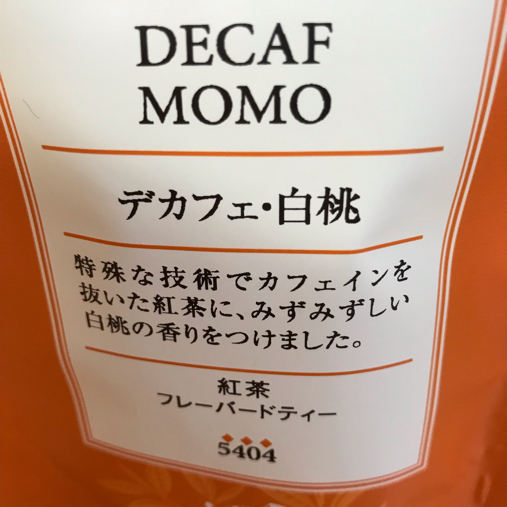 DECAF
MOMO
デカフェ・白桃
特殊な技術でカフェインを
抜いた紅茶に、みずみずしい
白桃の香りをつけました。
紅茶
フレーバードティー
◆◆◆
5404